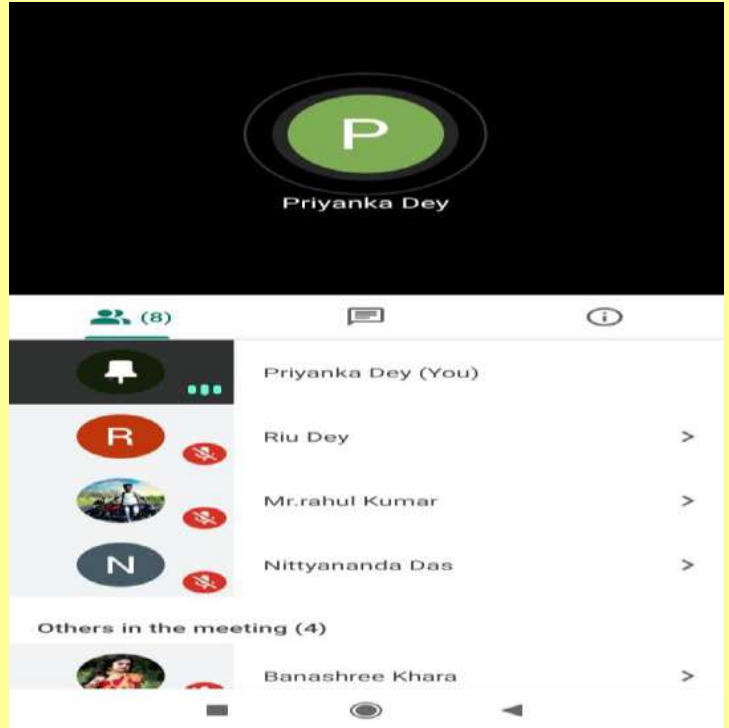 P
Priyanka Dey
(8)
Priyanka Dey (You)
R
Riu Dey
Mr.rahul Kumar
N
Nittyananda Das
Others in the meeting (4)
Banashree Khara